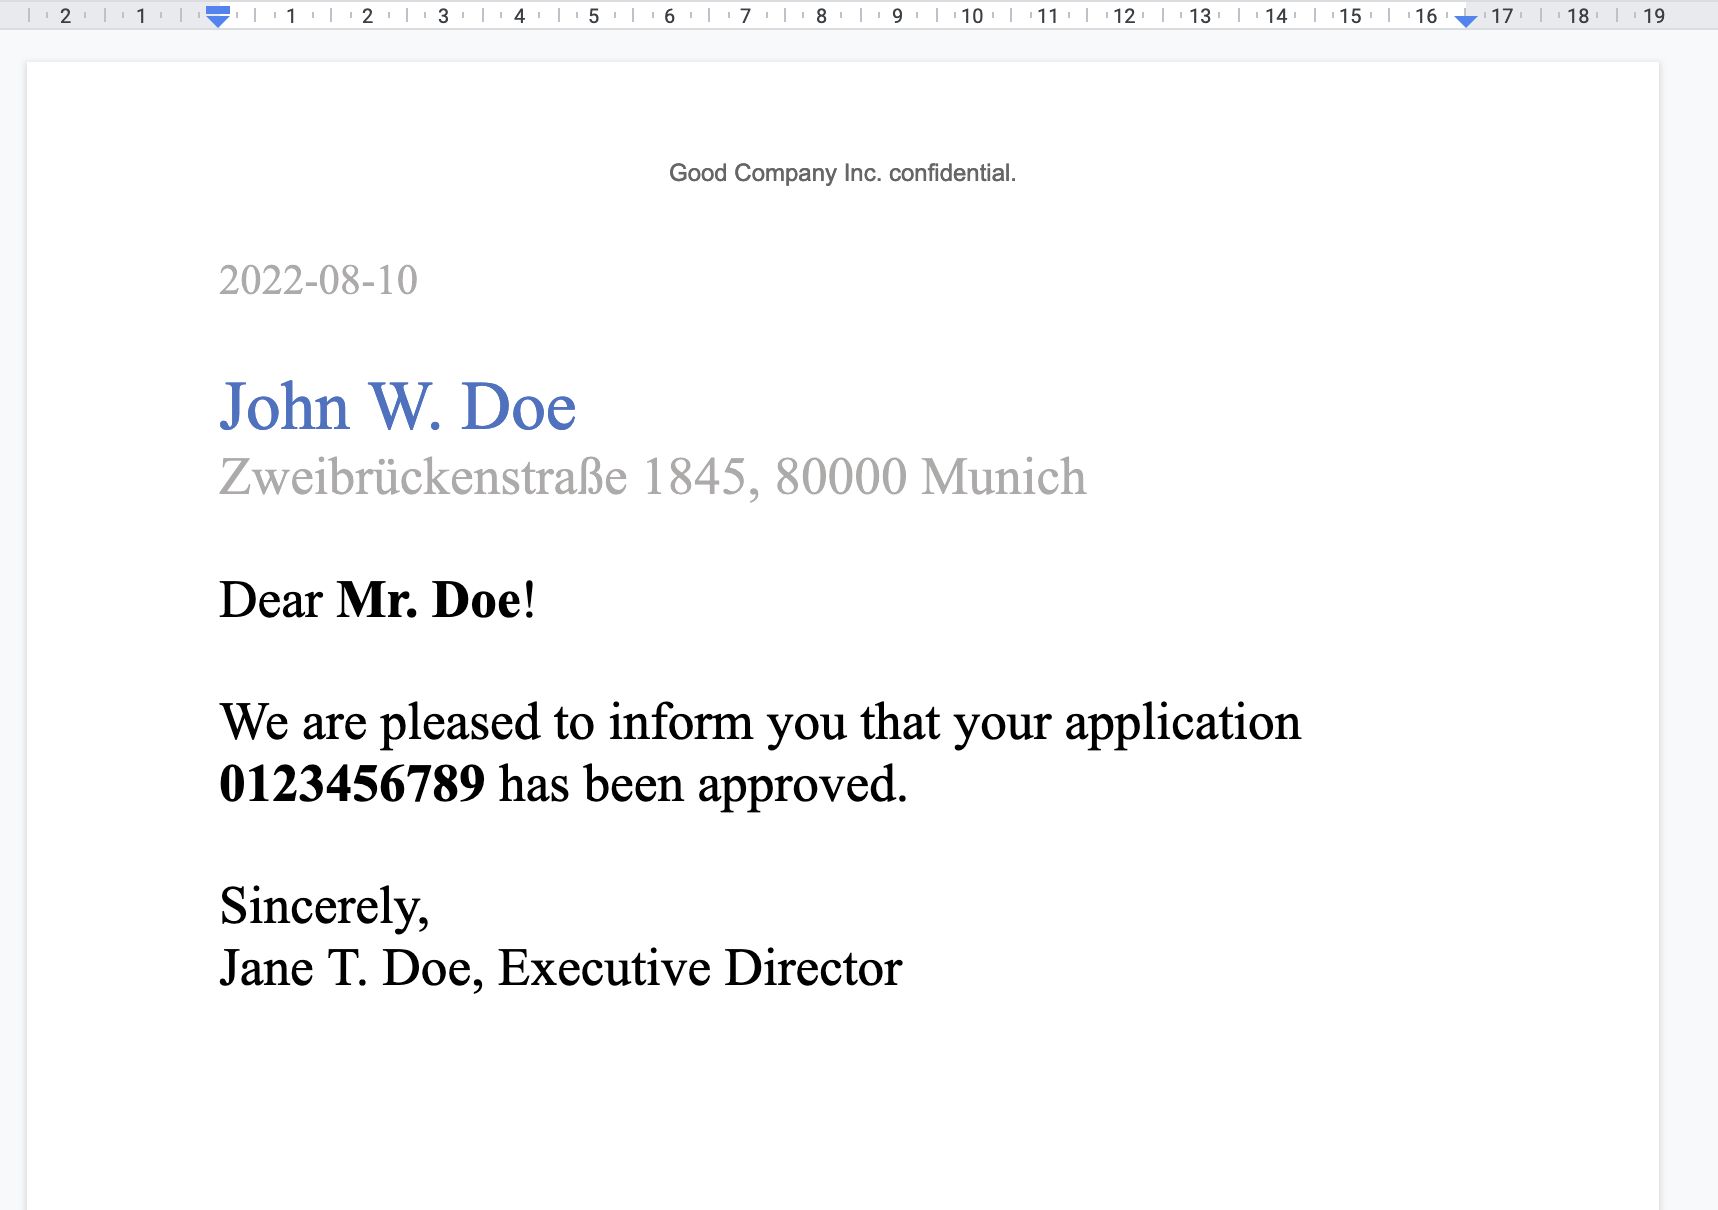 2 1 1 2 3 4 5 6 7 8 9 10 11 12 13 14 15 16 17 18 19
Good Company Inc. confidential.
2022-08-10
John W. Doe
Zweibrückenstraße 1845, 80000 Munich
Dear Mr. Doe!
We are pleased to inform you that your application
0123456789 has been approved.
Sincerely,
Jane T. Doe, Executive Director